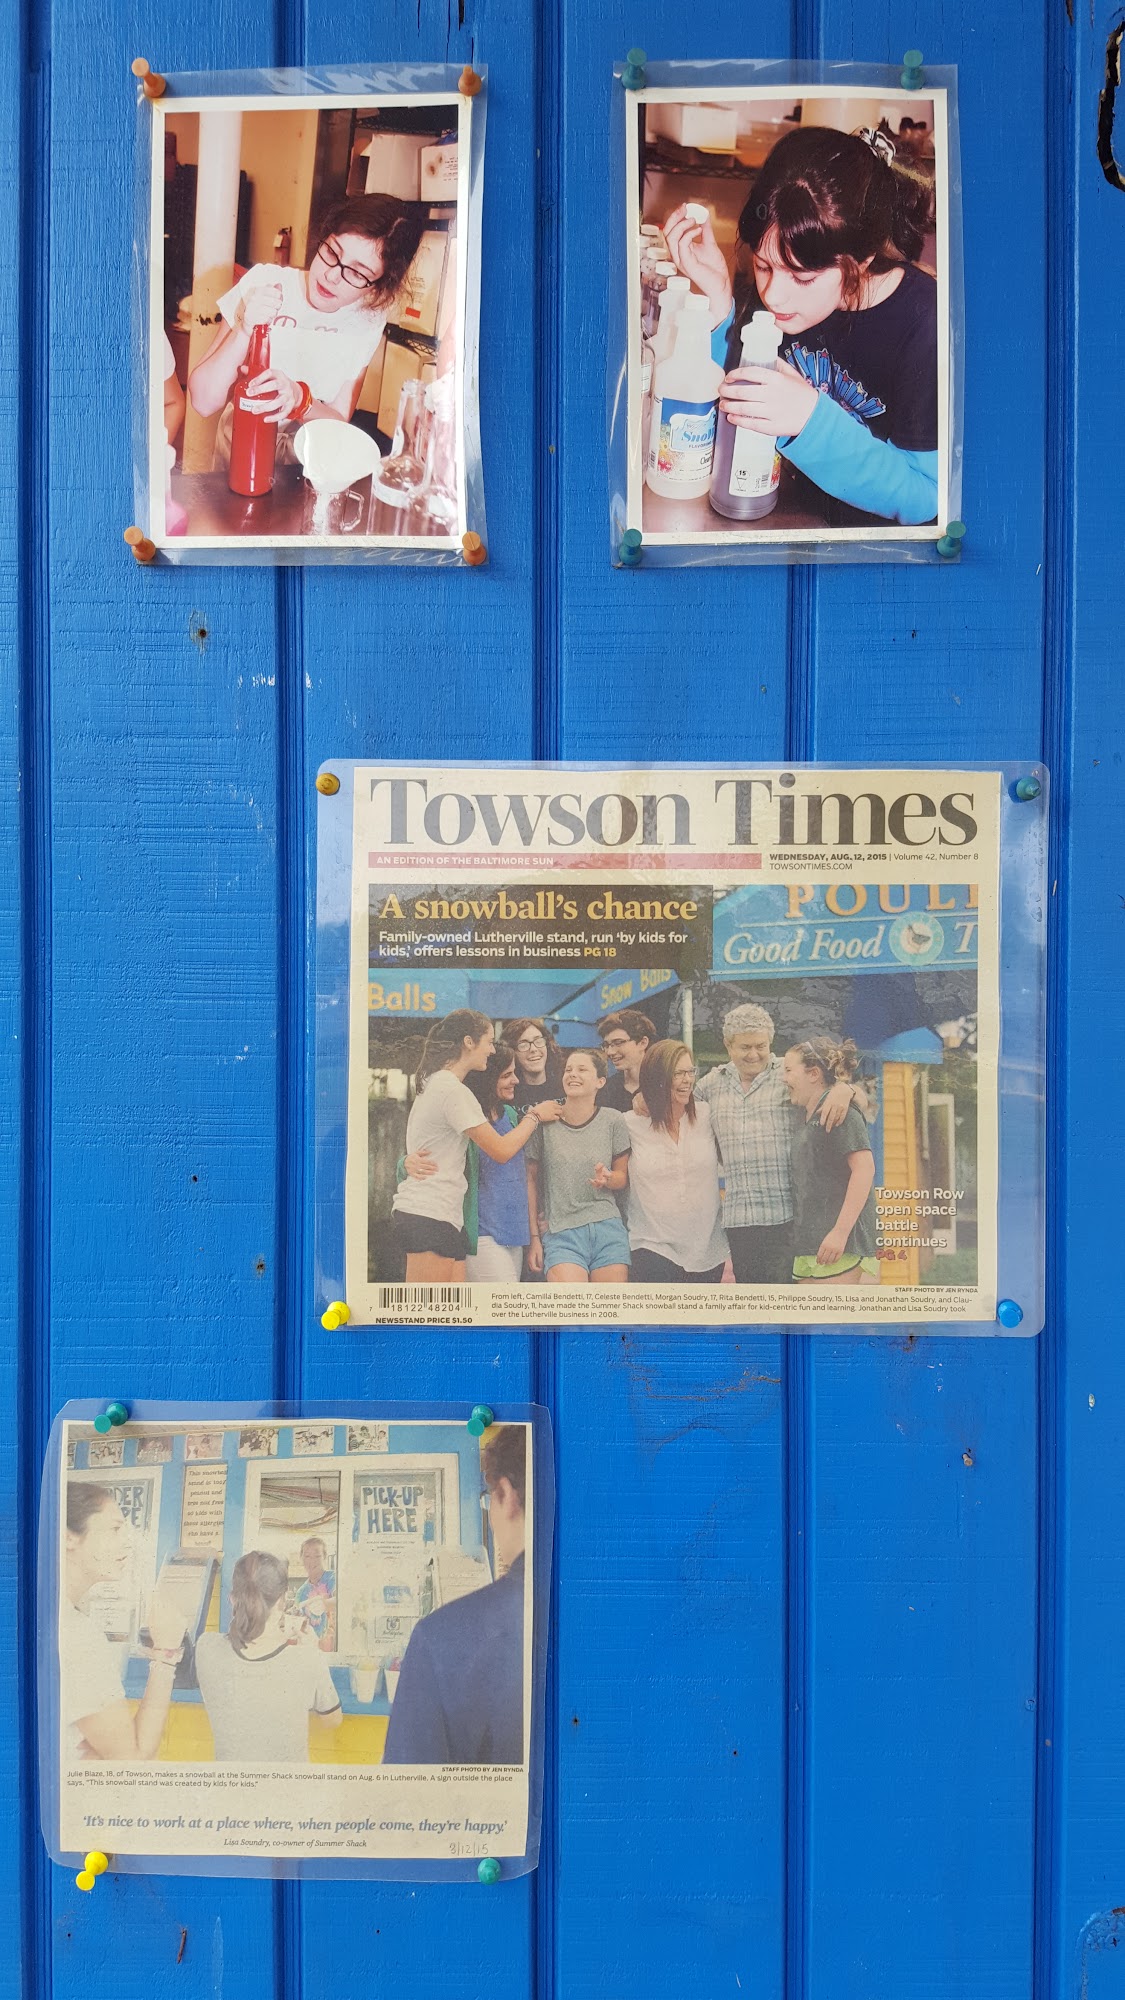 Towson Times
AN EDITION OF THE BALTIMORE SUN
WEDNESDAY, AUG. 12, 2015 | Volume 42, Number 8
TOWSONTIMES.COM
A snowball's chance
Family-owned Lutherville stand, run 'by kids for
kids,' offers lessons in business PG 18
POUL
Good Food T
Balls
Snow Balls
Towson Row
open space
battle
continues
PG 4
STAFF PHOTO BY JEN RYNDA
7 18122 48204 7
NEWSSTAND PRICE $1.50
From left, Camilla Bendetti, 17, Celeste Bendetti, Morgan Soudry, 17, Rita Bendetti, 15, Philippe Soudry, 15, Lisa and Jonathan Soudry, and Clau-
dia Soudry, 11, have made the Summer Shack snowball stand a family affair for kid-centric fun and learning. Jonathan and Lisa Soudry took
over the Lutherville business in 2008.
PICK-UP
HERE
STAFF PHOTO BY JEN RYNDA
Julie Blaze, 18, of Towson, makes a snowball at the Summer Shack snowball stand on Aug. 6 in Lutherville. A sign outside the place
says, "This snowball stand was created by kids for kids."
'It's nice to work at a place where, when people come, they're happy.'
Lisa Soundry, co-owner of Summer Shack
8/12/15